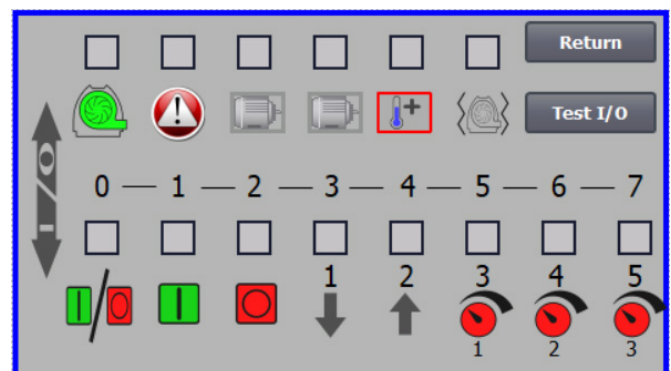 Return
Test I/O
I/O
0 — 1 — 2 — 3 — 4 — 5 — 6 — 7
1 2 3 4 5
1 2 3